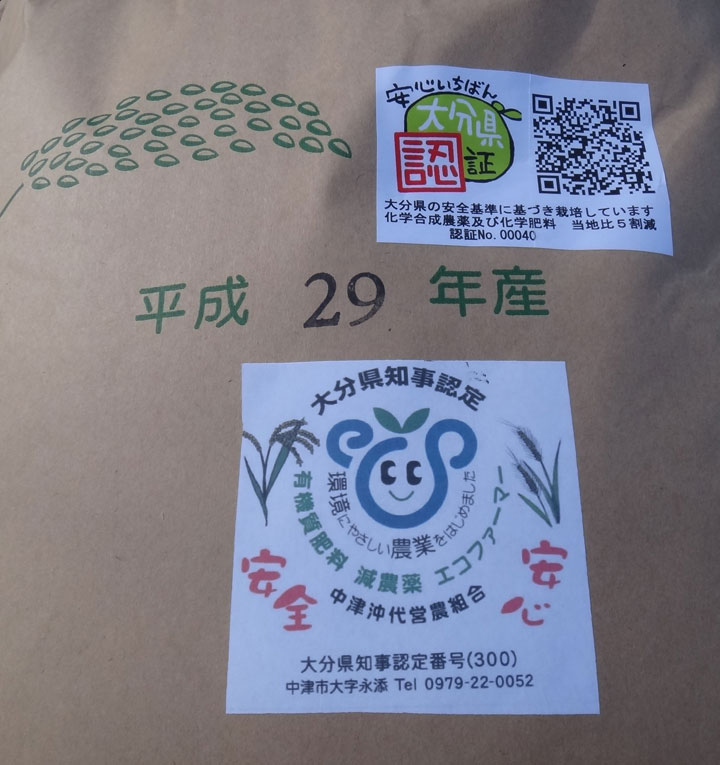 安心いちばん
大分県
認証
大分県の安全基準に基づき栽培しています
化学合成農薬及び化学肥料 当地比5割減
認証No.00040
平成 29 年産
大分県知事認定
環境にやさしい農業をはじめました
有機質肥料 減農薬 エコファーマー
安全
中津沖代営農組合
安心
大分県知事認定番号(300)
中津市大字永添 Tel 0979-22-0052